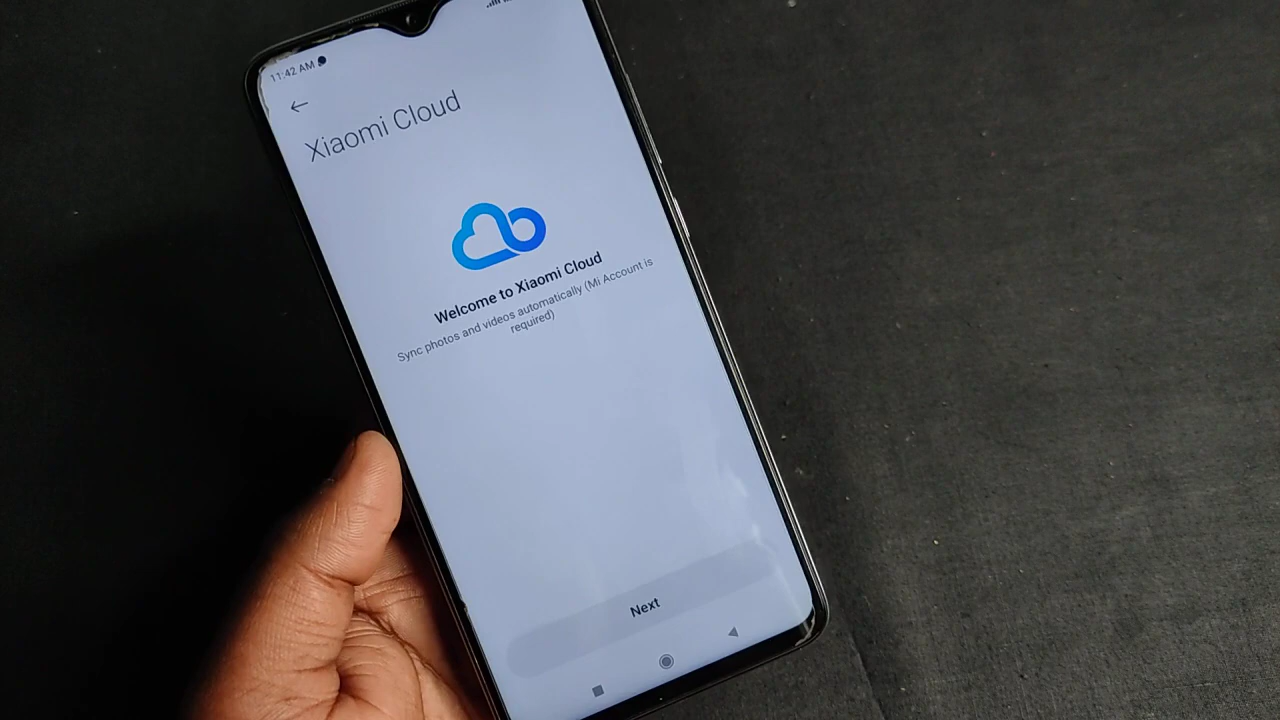 11:42 AM
Xiaomi Cloud
Welcome to Xiaomi Cloud
Sync photos and videos automatically (Mi Account is
required)
Next